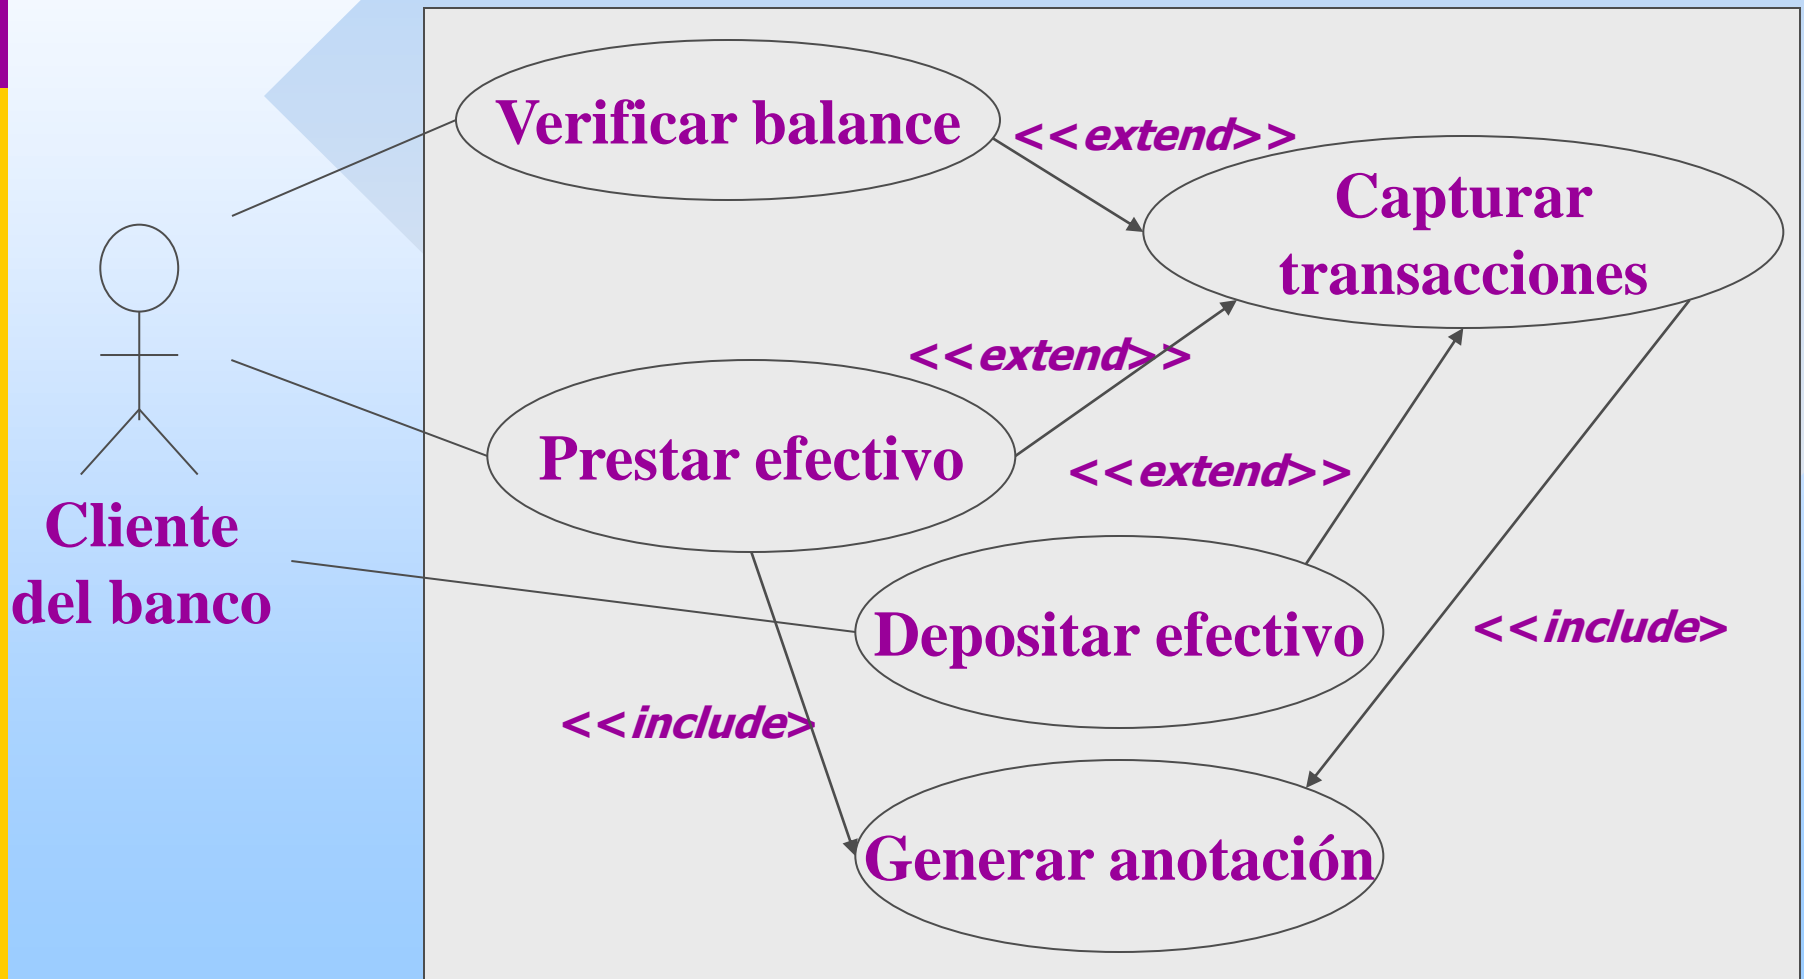 Verificar balance
<<extend>>
Capturar
transacciones
<<extend>>
Prestar efectivo
<<extend>>
Cliente
del banco
Depositar efectivo
<<include>
<<include>
Generar anotación